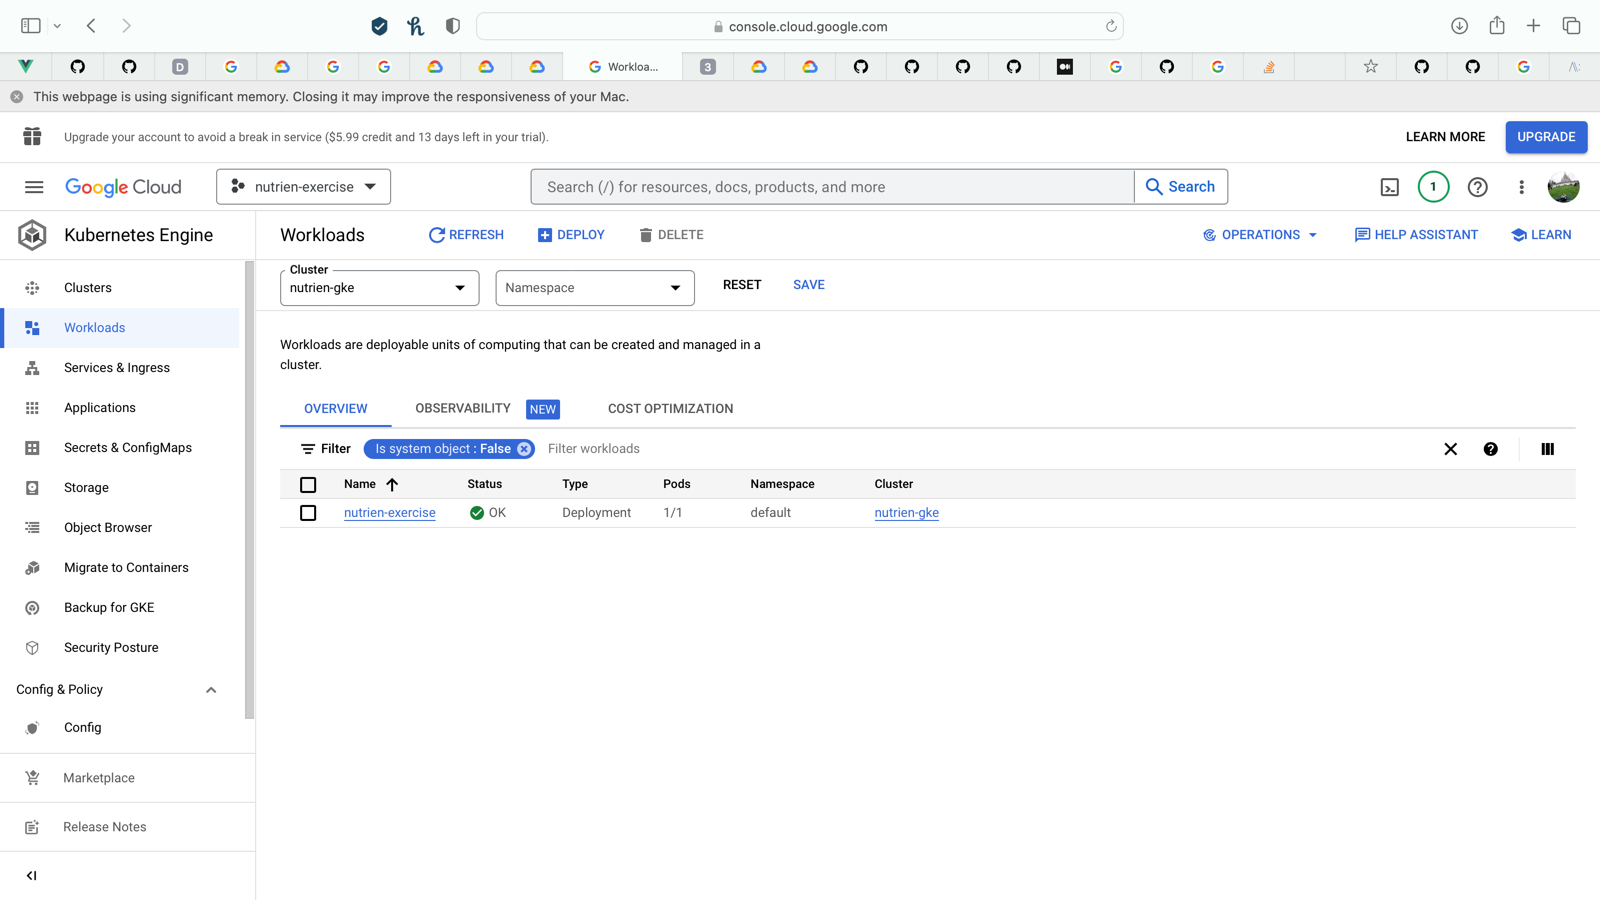 console.cloud.google.com
D
Workloa...
3
This webpage is using significant memory. Closing it may improve the responsiveness of your Mac.
Upgrade your account to avoid a break in service ($5.99 credit and 13 days left in your trial).
LEARN MORE
UPGRADE
Google Cloud
nutrien-exercise
Search (/) for resources, docs, products, and more
Search
1
Kubernetes Engine
Workloads
REFRESH
DEPLOY
DELETE
OPERATIONS
HELP ASSISTANT
LEARN
Clusters
Workloads
Services & Ingress
Applications
Secrets & ConfigMaps
Storage
Object Browser
Migrate to Containers
Backup for GKE
Security Posture
Config & Policy
Config
Marketplace
Release Notes
Cluster
nutrien-gke
Namespace
RESET
SAVE
Workloads are deployable units of computing that can be created and managed in a
cluster.
OVERVIEW
OBSERVABILITY
NEW
COST OPTIMIZATION
Filter
Is system object : False
Filter workloads
Name
Status
Type
Pods
Namespace
Cluster
nutrien-exercise
OK
Deployment
1/1
default
nutrien-gke